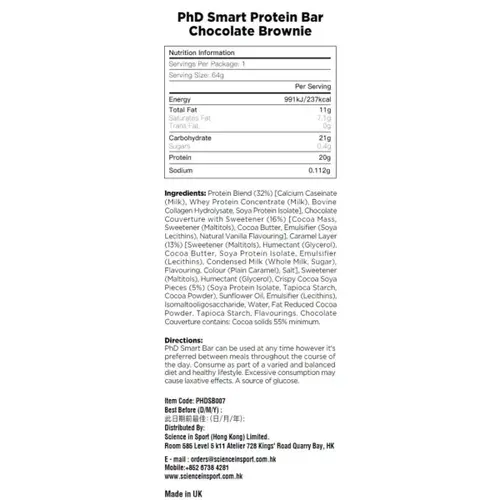 PhD Smart Protein Bar
Chocolate Brownie
Nutrition Information
Servings Per Package: 1
Serving Size: 64g
Per Serving
Energy 991kJ/237kcal
Total Fat 11g
Saturates Fat 7.1g
Trans Fat 0g
Carbohydrate 21g
Sugars 0.4g
Protein 20g
Sodium 0.112g
Ingredients: Protein Blend (32%) [Calcium Caseinate
(Milk), Whey Protein Concentrate (Milk), Bovine
Collagen Hydrolysate, Soya Protein Isolate], Chocolate
Couverture with Sweetener (16%) [Cocoa Mass,
Sweetener (Maltitols), Cocoa Butter, Emulsifier (Soya
Lecithins), Natural Vanilla Flavouring], Caramel Layer
(13%) [Sweetener (Maltitols), Humectant (Glycerol),
Cocoa Butter, Soya Protein Isolate, Emulsifier
(Lecithins), Condensed Milk (Whole Milk, Sugar),
Flavouring, Colour (Plain Caramel), Salt], Sweetener
(Maltitols), Humectant (Glycerol), Crispy Cocoa Soya
Pieces (5%) (Soya Protein Isolate, Tapioca Starch,
Cocoa Powder), Sunflower Oil, Emulsifier (Lecithins),
Isomaltooligosaccharide, Water, Fat Reduced Cocoa
Powder, Tapioca Starch, Flavourings. Chocolate
Couverture contains: Cocoa solids 55% minimum.
Directions:
PhD Smart Bar can be used at any time however it's
preferred between meals throughout the course of
the day. Consume as part of a varied and balanced
diet and healthy lifestyle. Excessive consumption may
cause laxative effects. A source of glucose.
Item Code: PHDSB007
Best Before (D/M/Y) :
此日期前最佳: (日/月/年):
Distributed By:
Science in Sport (Hong Kong) Limited.
Room 585 Level 5 k11 Atelier 728 Kings' Road Quarry Bay, HK
E - mail : orders@scienceinsport.com.hk
Mobile:+852 6738 4281
www.scienceinsport.com.hk
Made in UK